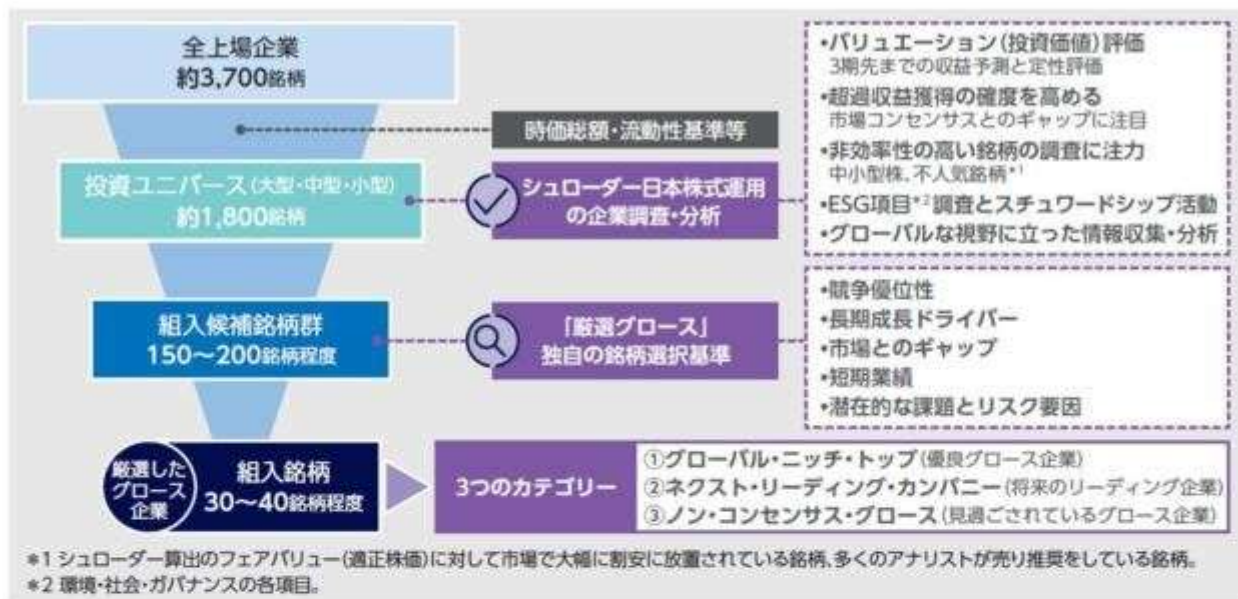 全上場企業
約3,700銘柄
時価総額・流動性基準等
投資ユニバース(大型・中型・小型)
約1,800銘柄
シュローダー日本株式運用
の企業調査・分析
•バリュエーション(投資価値)評価
3期先までの収益予測と定性評価
•超過収益獲得の確度を高める
市場コンセンサスとのギャップに注目
•非効率性の高い銘柄の調査に注力
中小型株、不人気銘柄*1
•ESG項目*2調査とスチュワードシップ活動
•グローバルな視野に立った情報収集・分析
組入候補銘柄群
150～200銘柄程度
「厳選グロース」
独自の銘柄選択基準
•競争優位性
•長期成長ドライバー
•市場とのギャップ
•短期業績
•潜在的な課題とリスク要因
厳選した
グロース
企業
組入銘柄
30～40銘柄程度
3つのカテゴリー
①グローバル・ニッチ・トップ(優良グロース企業)
②ネクスト・リーディング・カンパニー(将来のリーディング企業)
③ノン・コンセンサス・グロース(見過ごされているグロース企業)
*1 シュローダー算出のフェアバリュー(適正株価)に対して市場で大幅に割安に放置されている銘柄、多くのアナリストが売り推奨をしている銘柄。
*2 環境・社会・ガバナンスの各項目。